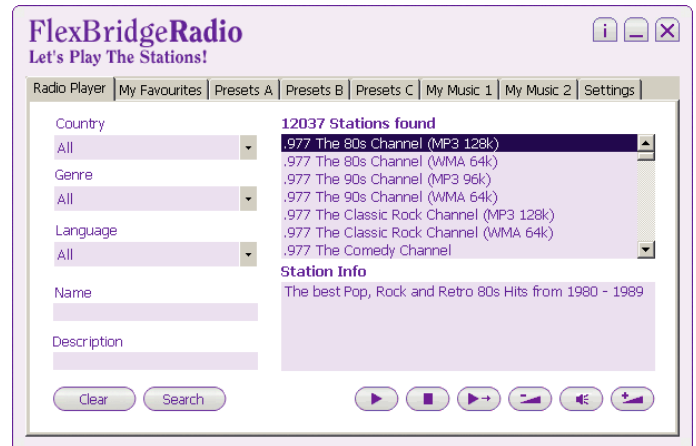 FlexBridgeRadio
Let's Play The Stations!
Radio Player My Favourites Presets A Presets B Presets C My Music 1 My Music 2 Settings
Country
All
Genre
All
Language
All
Name
Description
Clear Search
12037 Stations found
.977 The 80s Channel (MP3 128k)
.977 The 80s Channel (WMA 64k)
.977 The 90s Channel (MP3 96k)
.977 The 90s Channel (WMA 64k)
.977 The Classic Rock Channel (MP3 128k)
.977 The Classic Rock Channel (WMA 64k)
.977 The Comedy Channel
Station Info
The best Pop, Rock and Retro 80s Hits from 1980 - 1989